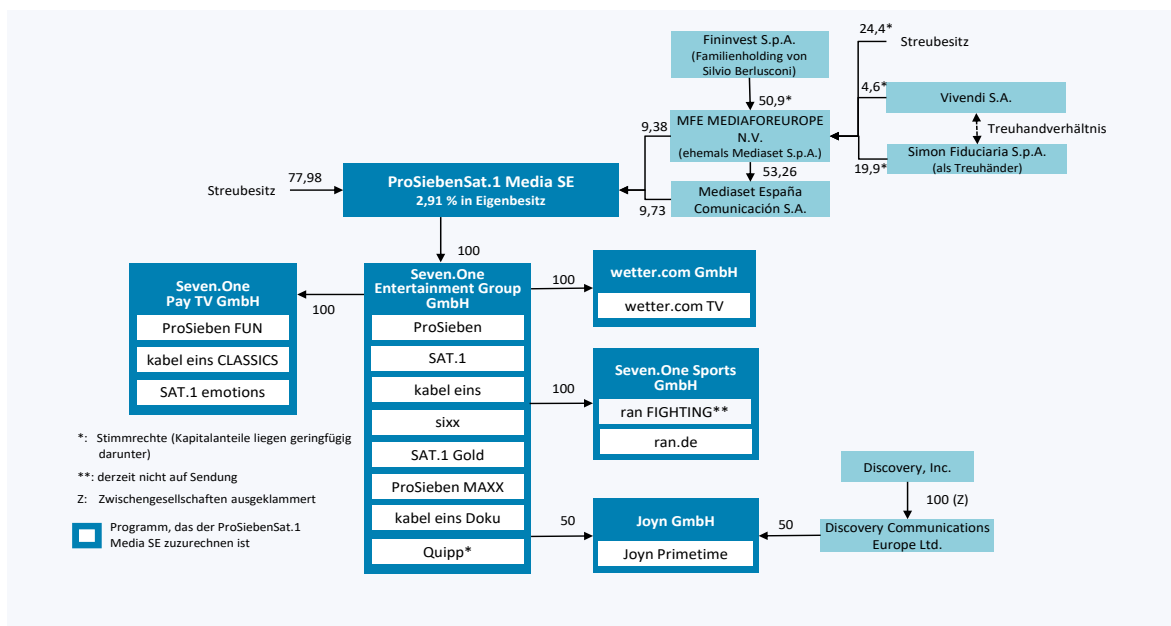 24,4*
Streubesitz
Fininvest S.p.A.
(Familienholding von
Silvio Berlusconi)
50,9*
4,6*
Vivendi S.A.
MFE MEDIAFOREUROPE
N.V.
(ehemals Mediaset S.p.A.)
Treuhandverhältnis
9,38
Simon Fiduciaria S.p.A.
(als Treuhänder)
19,9*
53,26
Mediaset España
Comunicación S.A.
9,73
Streubesitz
77,98
ProSiebenSat.1 Media SE
2,91 % in Eigenbesitz
100
Seven.One
Pay TV GmbH
ProSieben FUN
kabel eins CLASSICS
SAT.1 emotions
100
Seven.One
Entertainment Group
GmbH
ProSieben
SAT.1
kabel eins
sixx
SAT.1 Gold
ProSieben MAXX
kabel eins Doku
Quipp*
100
wetter.com GmbH
wetter.com TV
100
Seven.One Sports
GmbH
ran FIGHTING**
ran.de
50
Joyn GmbH
Joyn Primetime
50
Discovery, Inc.
100 (Z)
Discovery Communications
Europe Ltd.
*: Stimmrechte (Kapitalanteile liegen geringfügig
darunter)
**: derzeit nicht auf Sendung
Z: Zwischengesellschaften ausgeklammert
Programm, das der ProSiebenSat.1
Media SE zuzurechnen ist